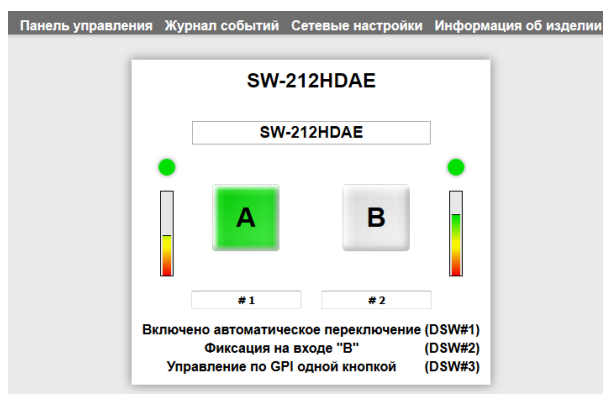 Панель управления Журнал событий Сетевые настройки Информация об изделии
SW-212HDAE
SW-212HDAE
A B
#1 #2
Включено автоматическое переключение (DSW#1)
Фиксация на входе "B" (DSW#2)
Управление по GPI одной кнопкой (DSW#3)